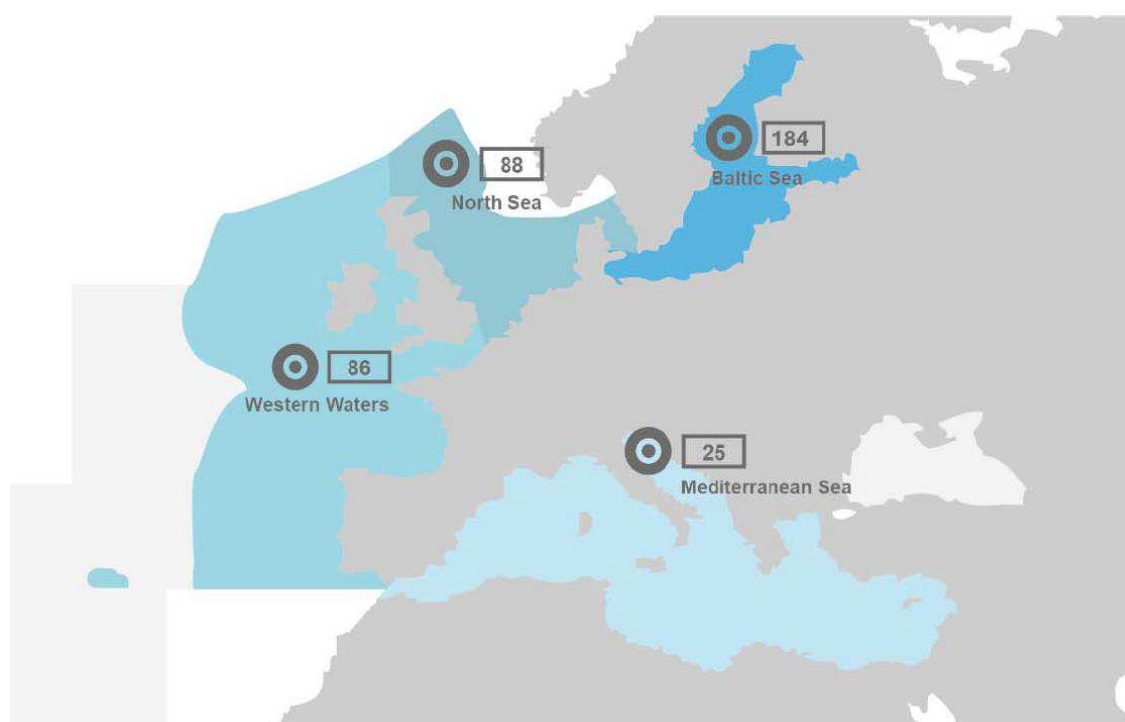 184
Baltic Sea
88
North Sea
86
Western Waters
25
Mediterranean Sea